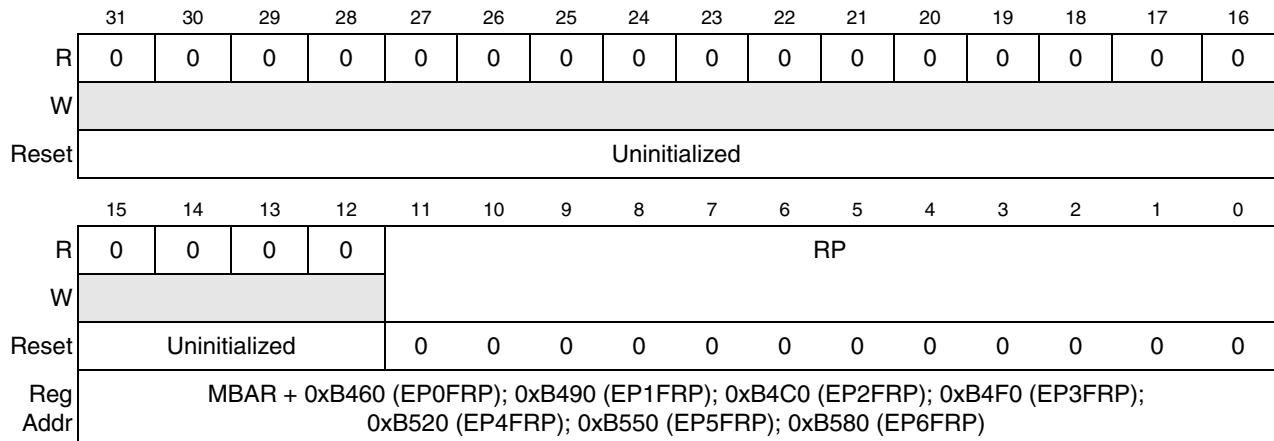 31 30 29 28 27 26 25 24 23 22 21 20 19 18 17 16
R 0 0 0 0 0 0 0 0 0 0 0 0 0 0 0 0
W
Reset Uninitialized
15 14 13 12 11 10 9 8 7 6 5 4 3 2 1 0
R 0 0 0 0 RP
W
Reset Uninitialized 0 0 0 0 0 0 0 0 0 0 0 0
Reg MBAR + 0xB460 (EP0FRP); 0xB490 (EP1FRP); 0xB4C0 (EP2FRP); 0xB4F0 (EP3FRP);
Addr 0xB520 (EP4FRP); 0xB550 (EP5FRP); 0xB580 (EP6FRP)